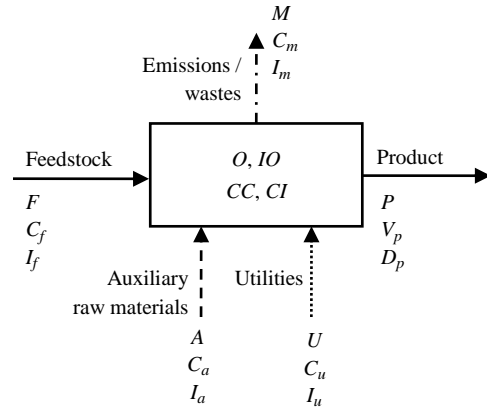 M
C_m
I_m
Emissions /
wastes
Feedstock
O, IO
CC, CI
Product
F
C_f
I_f
P
V_p
D_p
Auxiliary
raw materials
Utilities
A
C_a
I_a
U
C_u
I_u